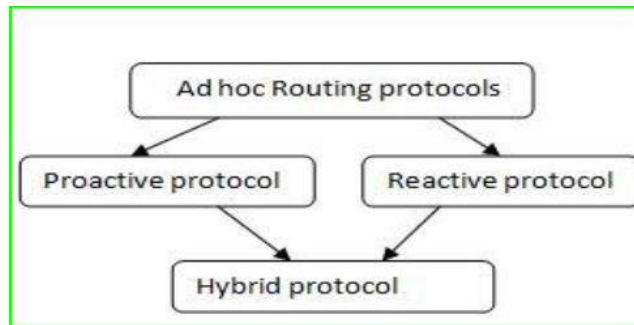 Ad hoc Routing protocols
Proactive protocol
Reactive protocol
Hybrid protocol